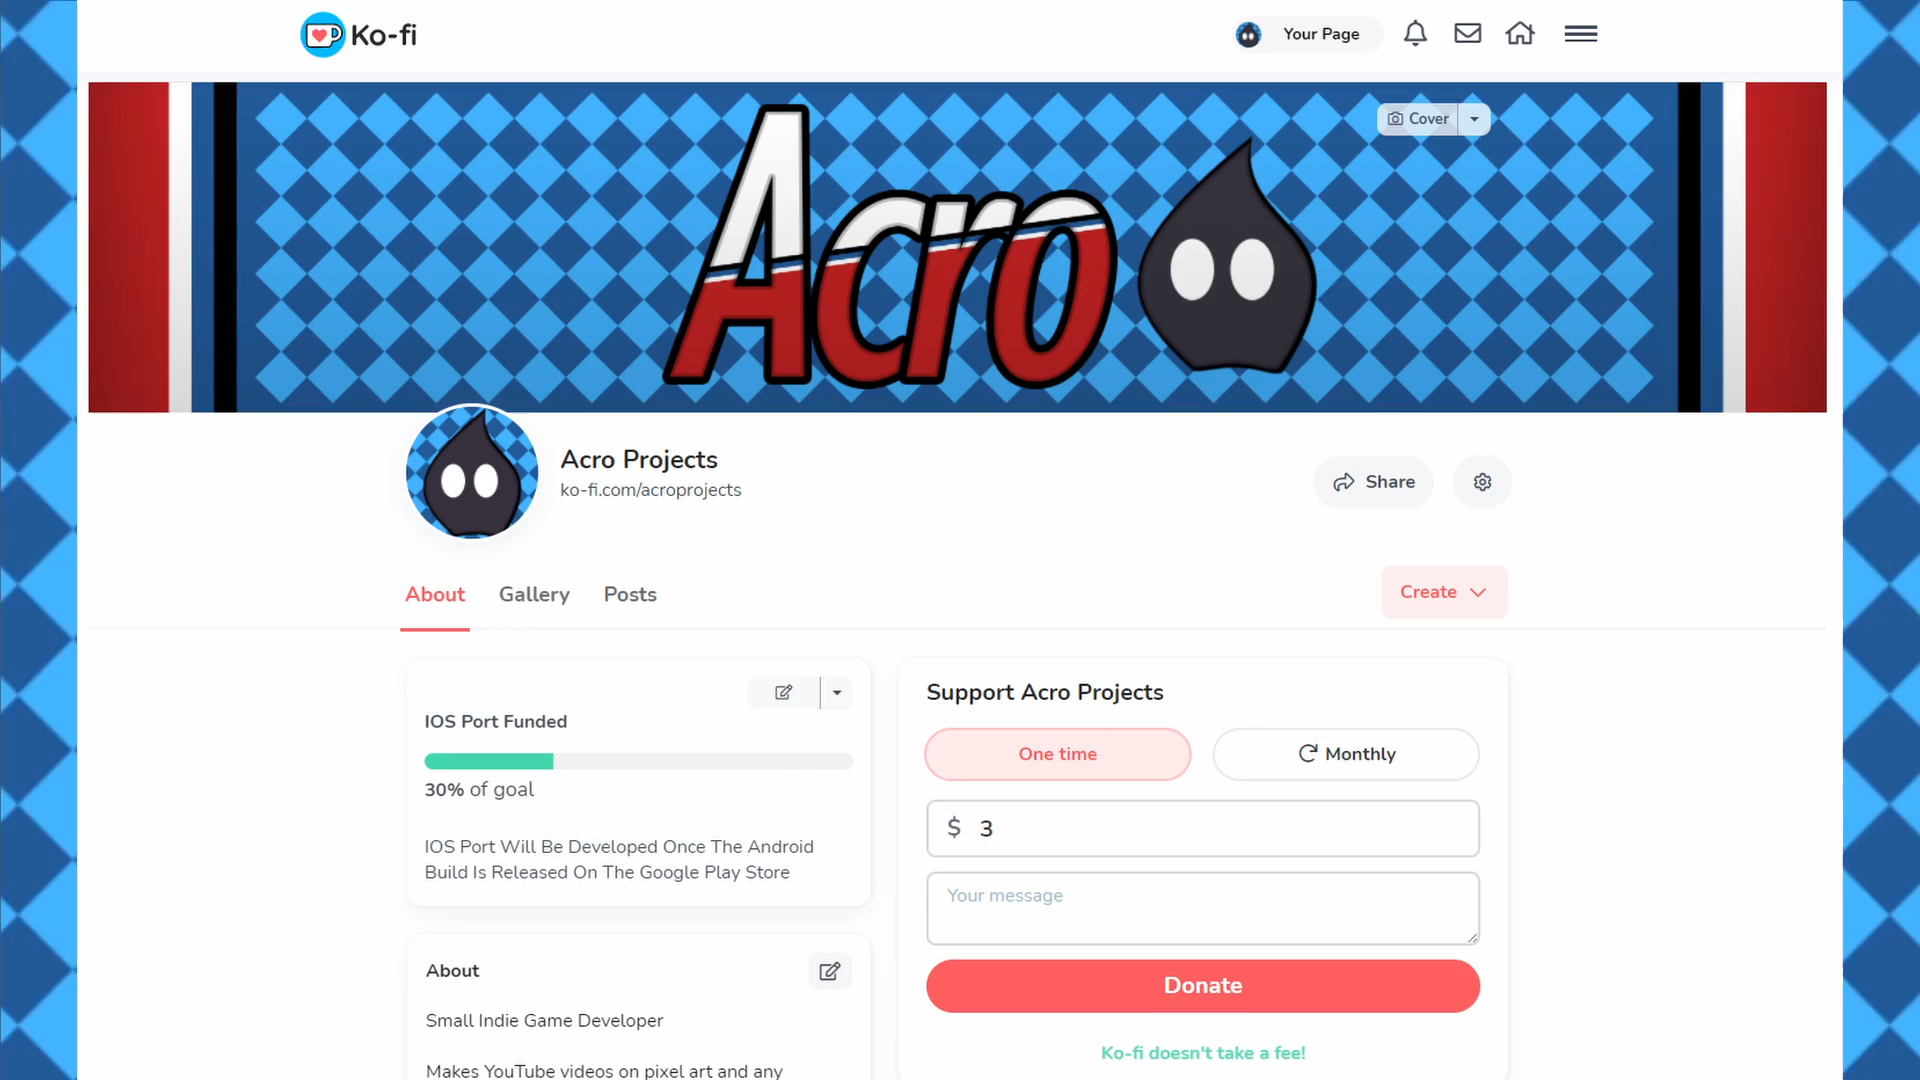 Ko-fi
Your Page
Cover
Acro
Acro Projects
ko-fi.com/acroprojects
Share
About
Gallery
Posts
Create
IOS Port Funded
30% of goal
IOS Port Will Be Developed Once The Android
Build Is Released On The Google Play Store
About
Small Indie Game Developer
Makes YouTube videos on pixel art and any
Support Acro Projects
One time
Monthly
$ 3
Your message
Donate
Ko-fi doesn't take a fee!